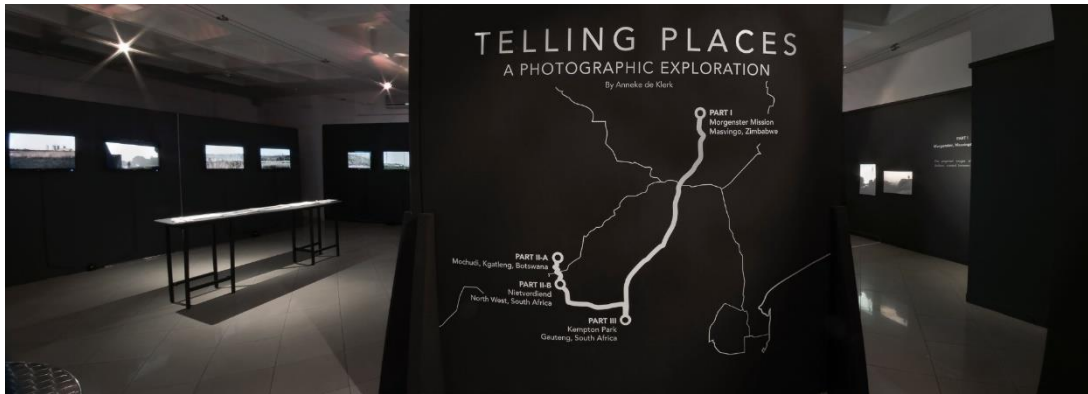 TELLING PLACES
A PHOTOGRAPHIC EXPLORATION
By Anneke de Klerk
PART I
Morgenster Mission
Masvingo, Zimbabwe
PART II-A
Mochudi, Kgatleng, Botswana
PART II-B
Nietverdiend
North West, South Africa
PART III
Kempton Park
Geuteng, South Africa
PART I